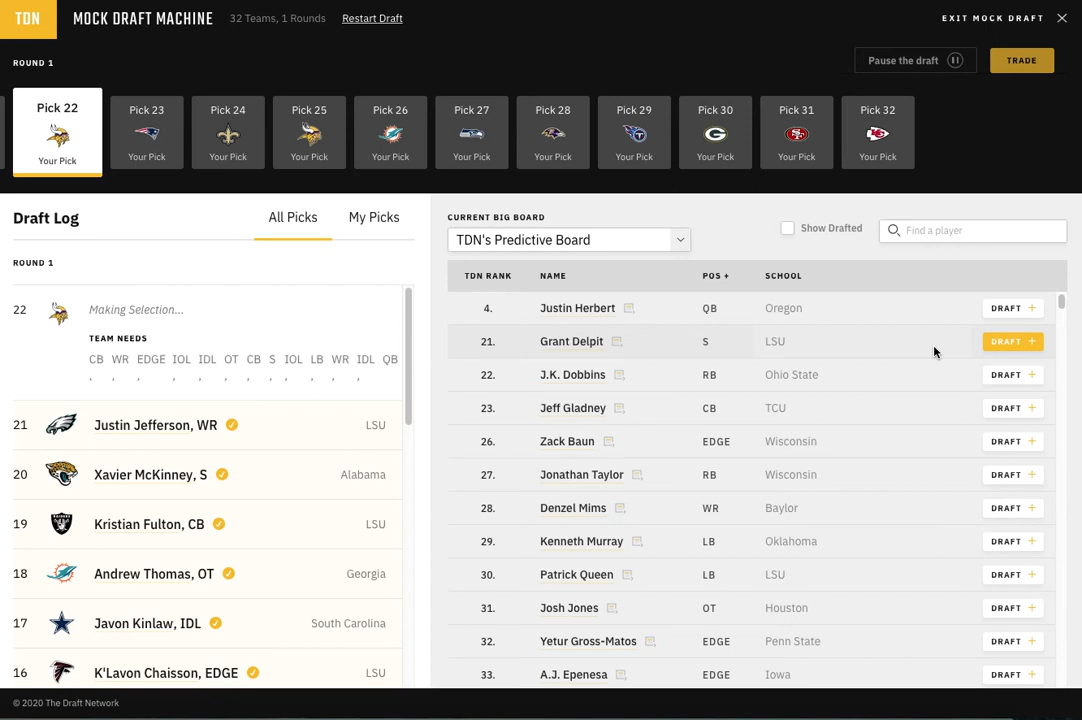 TDN MOCK DRAFT MACHINE 32 Teams, 1 Rounds Restart Draft EXIT MOCK DRAFT
ROUND 1 Pause the draft TRADE
Pick 22 Pick 23 Pick 24 Pick 25 Pick 26 Pick 27 Pick 28 Pick 29 Pick 30 Pick 31 Pick 32
Your Pick Your Pick Your Pick Your Pick Your Pick Your Pick Your Pick Your Pick Your Pick Your Pick Your Pick
Draft Log All Picks My Picks
ROUND 1
22 Making Selection...
TEAM NEEDS
CB, WR, EDGE, IOL, IDL, OT, CB, S, IOL, LB, WR, IDL, QB
21 Justin Jefferson, WR LSU
20 Xavier McKinney, S Alabama
19 Kristian Fulton, CB LSU
18 Andrew Thomas, OT Georgia
17 Javon Kinlaw, IDL South Carolina
16 K'Lavon Chaisson, EDGE LSU
CURRENT BIG BOARD
TDN's Predictive Board Show Drafted Find a player
TDN RANK NAME POS + SCHOOL
4. Justin Herbert QB Oregon DRAFT +
21. Grant Delpit S LSU DRAFT +
22. J.K. Dobbins RB Ohio State DRAFT +
23. Jeff Gladney CB TCU DRAFT +
26. Zack Baun EDGE Wisconsin DRAFT +
27. Jonathan Taylor RB Wisconsin DRAFT +
28. Denzel Mims WR Baylor DRAFT +
29. Kenneth Murray LB Oklahoma DRAFT +
30. Patrick Queen LB LSU DRAFT +
31. Josh Jones OT Houston DRAFT +
32. Yetur Gross-Matos EDGE Penn State DRAFT +
33. A.J. Epenesa EDGE Iowa DRAFT +
© 2020 The Draft Network